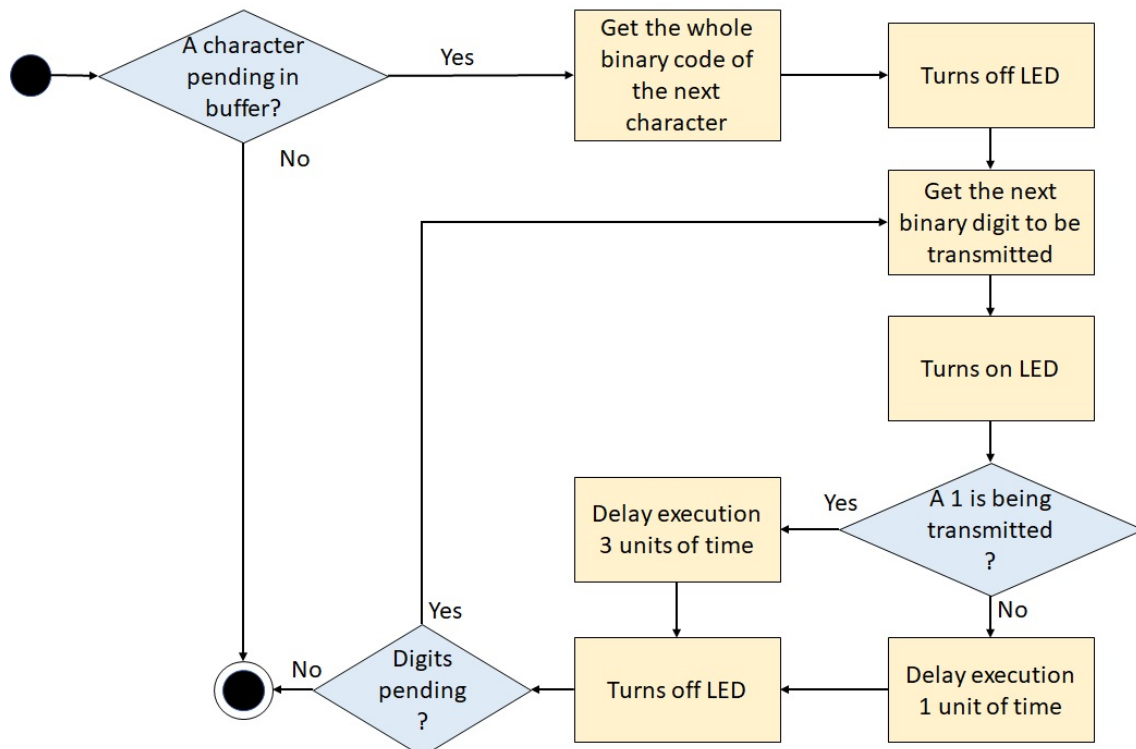 A character
pending in
buffer?
Yes
Get the whole
binary code of
the next
character
Turns off LED
No
Get the next
binary digit to be
transmitted
Turns on LED
A 1 is being
transmitted
?
Yes
Delay execution
3 units of time
No
Delay execution
1 unit of time
Turns off LED
Digits
pending
?
Yes
No